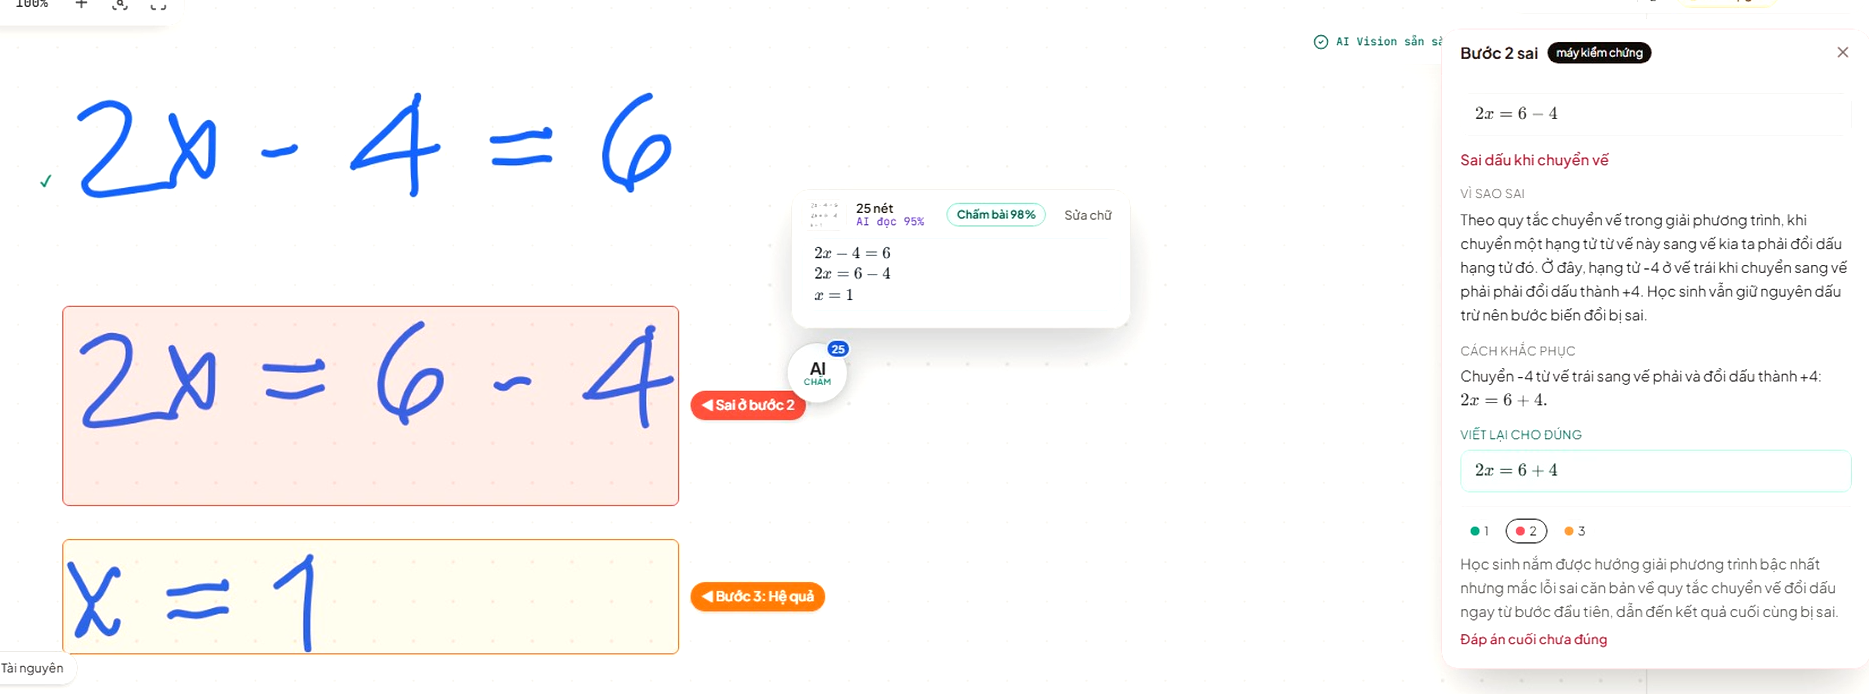 100% +
AI Vision sẵn
2x - 4 = 6
2x = 6 - 4
◀ Sai ở bước 2
x = 1
◀ Bước 3: Hệ quả
Tài nguyên
25 nét
AI đọc 95%
Chấm bài 98%
Sửa chữ
2x − 4 = 6
2x = 6 − 4
x = 1
25
AI
CHẤM
Bước 2 sai máy kiểm chứng
2x = 6 − 4
Sai dấu khi chuyển vế
VÌ SAO SAI
Theo quy tắc chuyển vế trong giải phương trình, khi
chuyển một hạng tử từ vế này sang vế kia ta phải đổi dấu
hạng tử đó. Ở đây, hạng tử -4 ở vế trái khi chuyển sang vế
phải phải đổi dấu thành +4. Học sinh vẫn giữ nguyên dấu
trừ nên bước biến đổi bị sai.
CÁCH KHẮC PHỤC
Chuyển -4 từ vế trái sang vế phải và đổi dấu thành +4:
2x = 6 + 4.
VIẾT LẠI CHO ĐÚNG
2x = 6 + 4
1 2 3
Học sinh nắm được hướng giải phương trình bậc nhất
nhưng mắc lỗi sai căn bản về quy tắc chuyển vế đổi dấu
ngay từ bước đầu tiên, dẫn đến kết quả cuối cùng bị sai.
Đáp án cuối chưa đúng